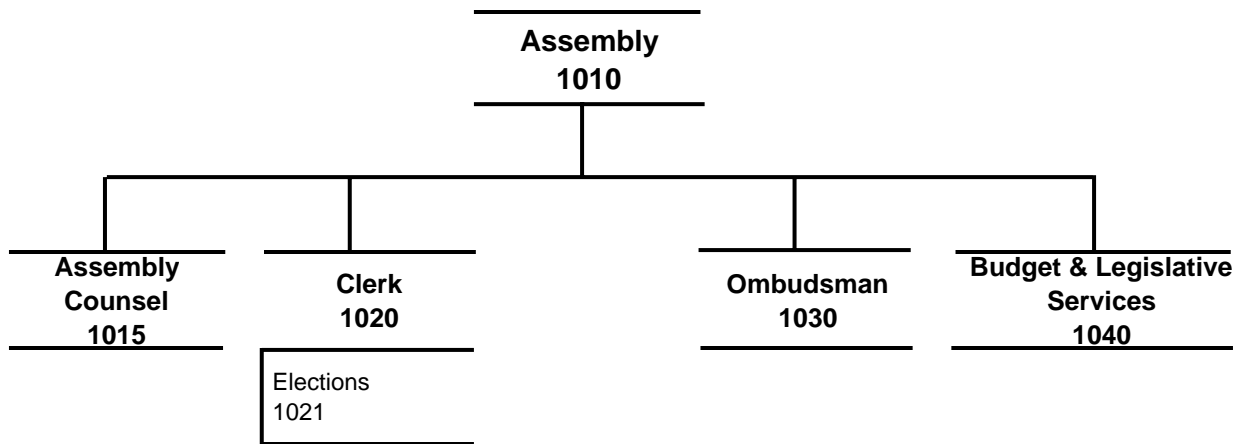 Assembly
1010
Assembly
Counsel
1015
Clerk
1020
Elections
1021
Ombudsman
1030
Budget & Legislative
Services
1040